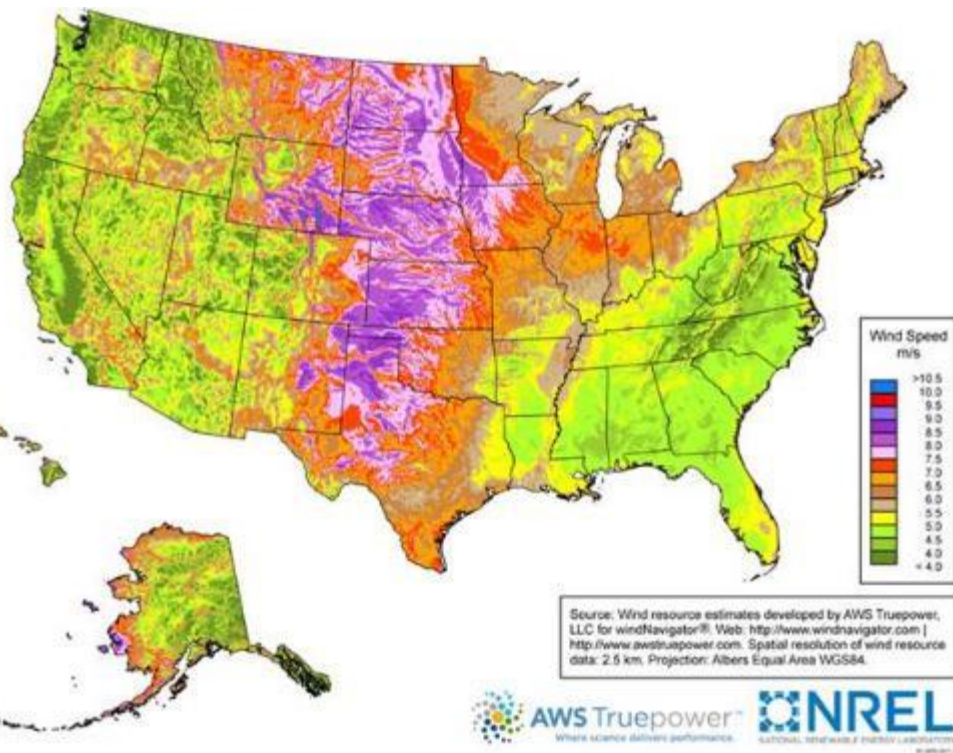 Wind Speed
m/s
>10.5
10.0
9.5
9.0
8.5
8.0
7.5
7.0
6.5
6.0
5.5
5.0
4.5
4.0
< 4.0
Source: Wind resource estimates developed by AWS Truepower,
LLC for windNavigator®. Web: http://www.windnavigator.com |
http://www.awstruepower.com. Spatial resolution of wind resource
data: 2.5 km. Projection: Albers Equal Area WGS84.
AWS Truepower™
Where science delivers performance.
NREL
NATIONAL RENEWABLE ENERGY LABORATORY